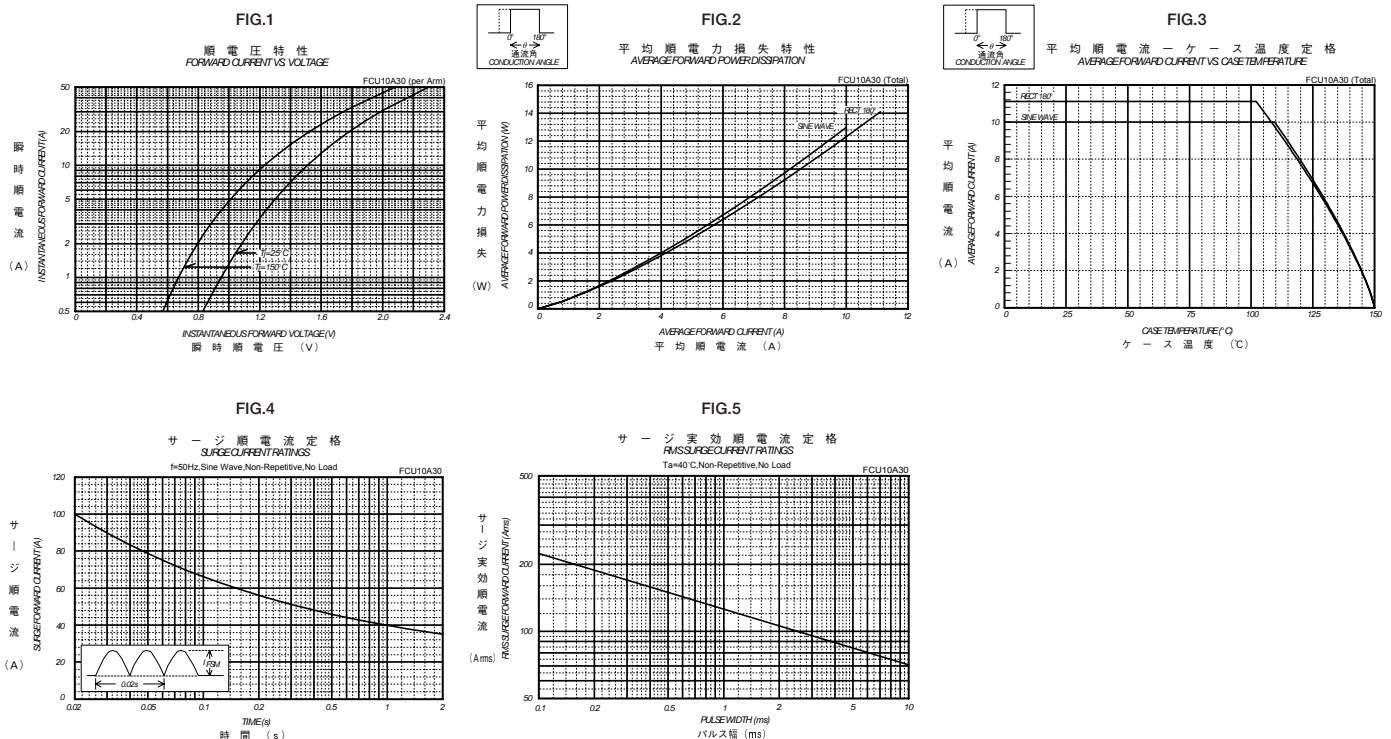 FIG.1
順電圧特性
FORWARD CURRENT VS. VOLTAGE
FCU10A30 (per Arm)
瞬時順電流 (A)
INSTANTANEOUS FORWARD CURRENT (A)
50
20
10
5
2
1
0.5
Tj=25°C
Tj=150°C
0 0.4 0.8 1.2 1.6 2.0 2.4
INSTANTANEOUS FORWARD VOLTAGE (V)
瞬時順電圧 (V)
FIG.2
0° 180°
θ
通流角
CONDUCTION ANGLE
平均順電力損失特性
AVERAGE FORWARD POWER DISSIPATION
FCU10A30 (Total)
平均順電力損失 (W)
AVERAGE FORWARD POWER DISSIPATION (W)
16
14
12
10
8
6
4
2
0
RECT 180°
SINE WAVE
0 2 4 6 8 10 12
AVERAGE FORWARD CURRENT (A)
平均順電流 (A)
FIG.3
0° 180°
θ
通流角
CONDUCTION ANGLE
平均順電流ーケース温度定格
AVERAGE FORWARD CURRENT VS. CASE TEMPERATURE
FCU10A30 (Total)
平均順電流 (A)
AVERAGE FORWARD CURRENT (A)
12
10
8
6
4
2
0
RECT 180°
SINE WAVE
0 25 50 75 100 125 150
CASE TEMPERATURE (°C)
ケース温度 (℃)
FIG.4
サージ順電流定格
SURGE CURRENT RATINGS
f=50Hz,Sine Wave,Non-Repetitive,No Load
FCU10A30
サージ順電流 (A)
SURGE FORWARD CURRENT (A)
120
100
80
60
40
20
0
IFSM
0.02s
0.02 0.05 0.1 0.2 0.5 1 2
TIME (s)
時間 (s)
FIG.5
サージ実効順電流定格
RMS SURGE CURRENT RATINGS
Ta=40℃,Non-Repetitive,No Load
FCU10A30
サージ実効順電流 (Arms)
RMS SURGE FORWARD CURRENT (Arms)
500
200
100
50
0.1 0.2 0.5 1 2 5 10
PULSE WIDTH (ms)
パルス幅 (ms)